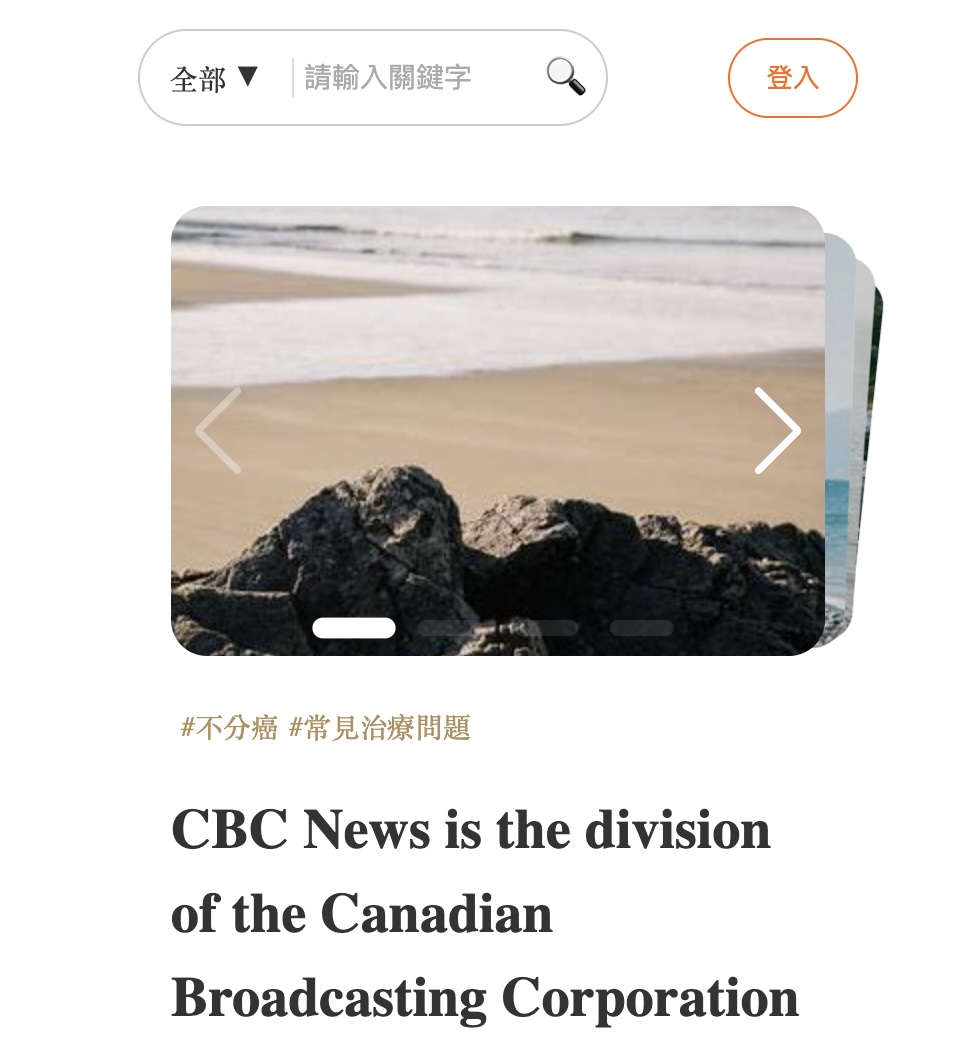 全部 ▼ 請輸入關鍵字 登入
#不分癌 #常見治療問題
CBC News is the division
of the Canadian
Broadcasting Corporation